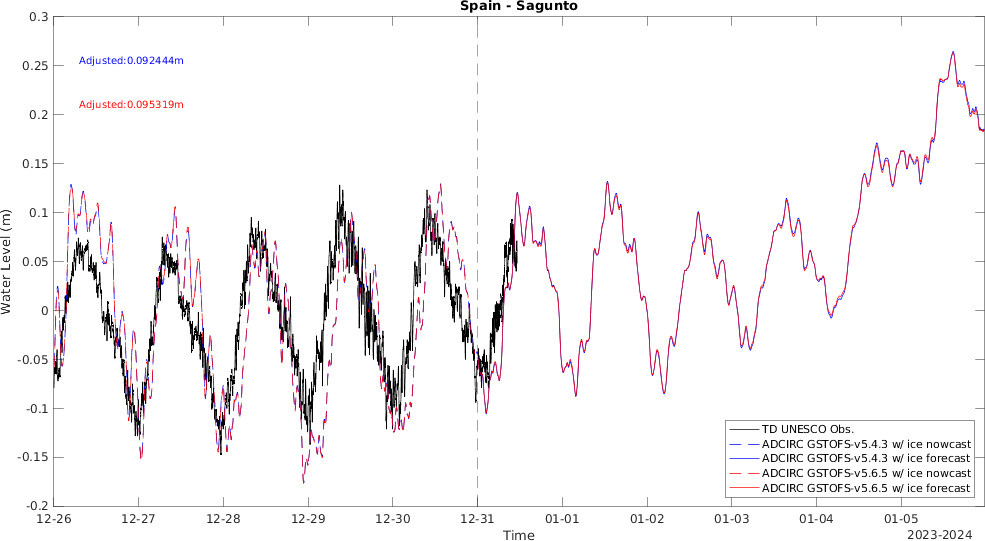 Spain - Sagunto
Water Level (m)
0.3
0.25
0.2
0.15
0.1
0.05
0
-0.05
-0.1
-0.15
-0.2
Adjusted:0.092444m
Adjusted:0.095319m
TD UNESCO Obs.
ADCIRC GSTOFS-v5.4.3 w/ ice nowcast
ADCIRC GSTOFS-v5.4.3 w/ ice forecast
ADCIRC GSTOFS-v5.6.5 w/ ice nowcast
ADCIRC GSTOFS-v5.6.5 w/ ice forecast
12-26 12-27 12-28 12-29 12-30 12-31 01-01 01-02 01-03 01-04 01-05
Time
2023-2024